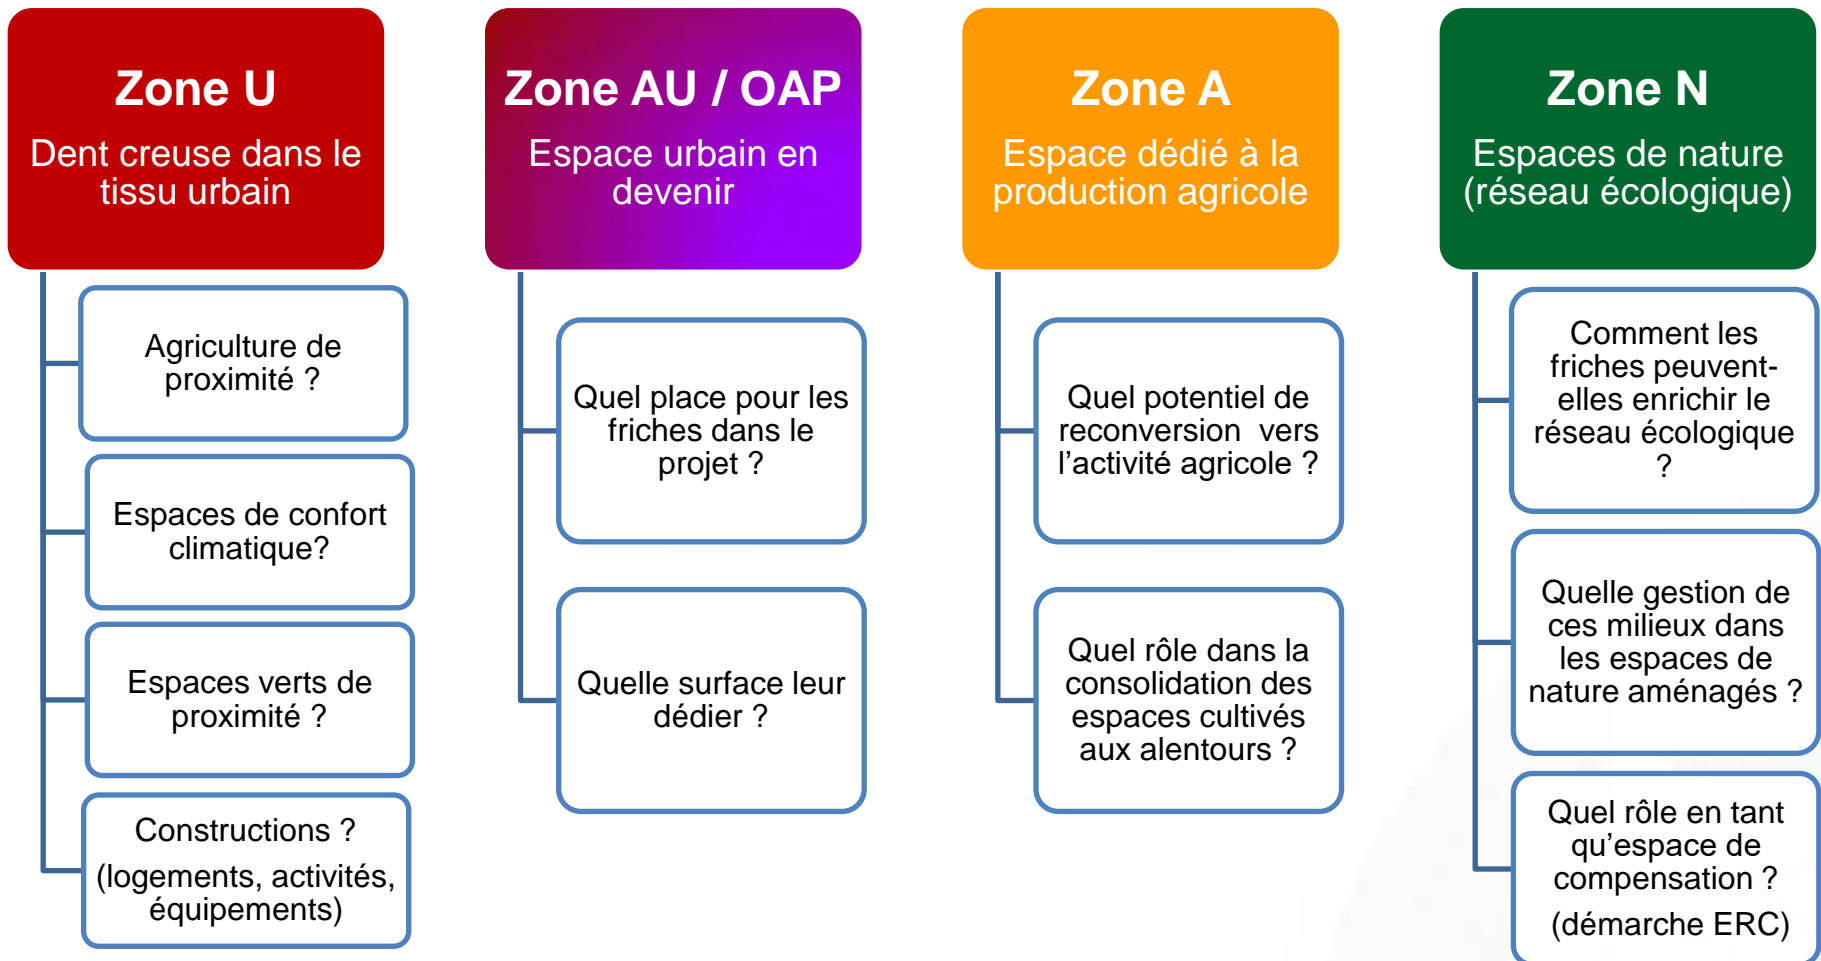 Zone U
Dent creuse dans le
tissu urbain
Agriculture de
proximité ?
Espaces de confort
climatique?
Espaces verts de
proximité ?
Constructions ?
(logements, activités,
équipements)
Zone AU / OAP
Espace urbain en
devenir
Quel place pour les
friches dans le
projet ?
Quelle surface leur
dédier ?
Zone A
Espace dédié à la
production agricole
Quel potentiel de
reconversion vers
l’activité agricole ?
Quel rôle dans la
consolidation des
espaces cultivés
aux alentours ?
Zone N
Espaces de nature
(réseau écologique)
Comment les
friches peuvent-
elles enrichir le
réseau écologique
?
Quelle gestion de
ces milieux dans
les espaces de
nature aménagés ?
Quel rôle en tant
qu’espace de
compensation ?
(démarche ERC)